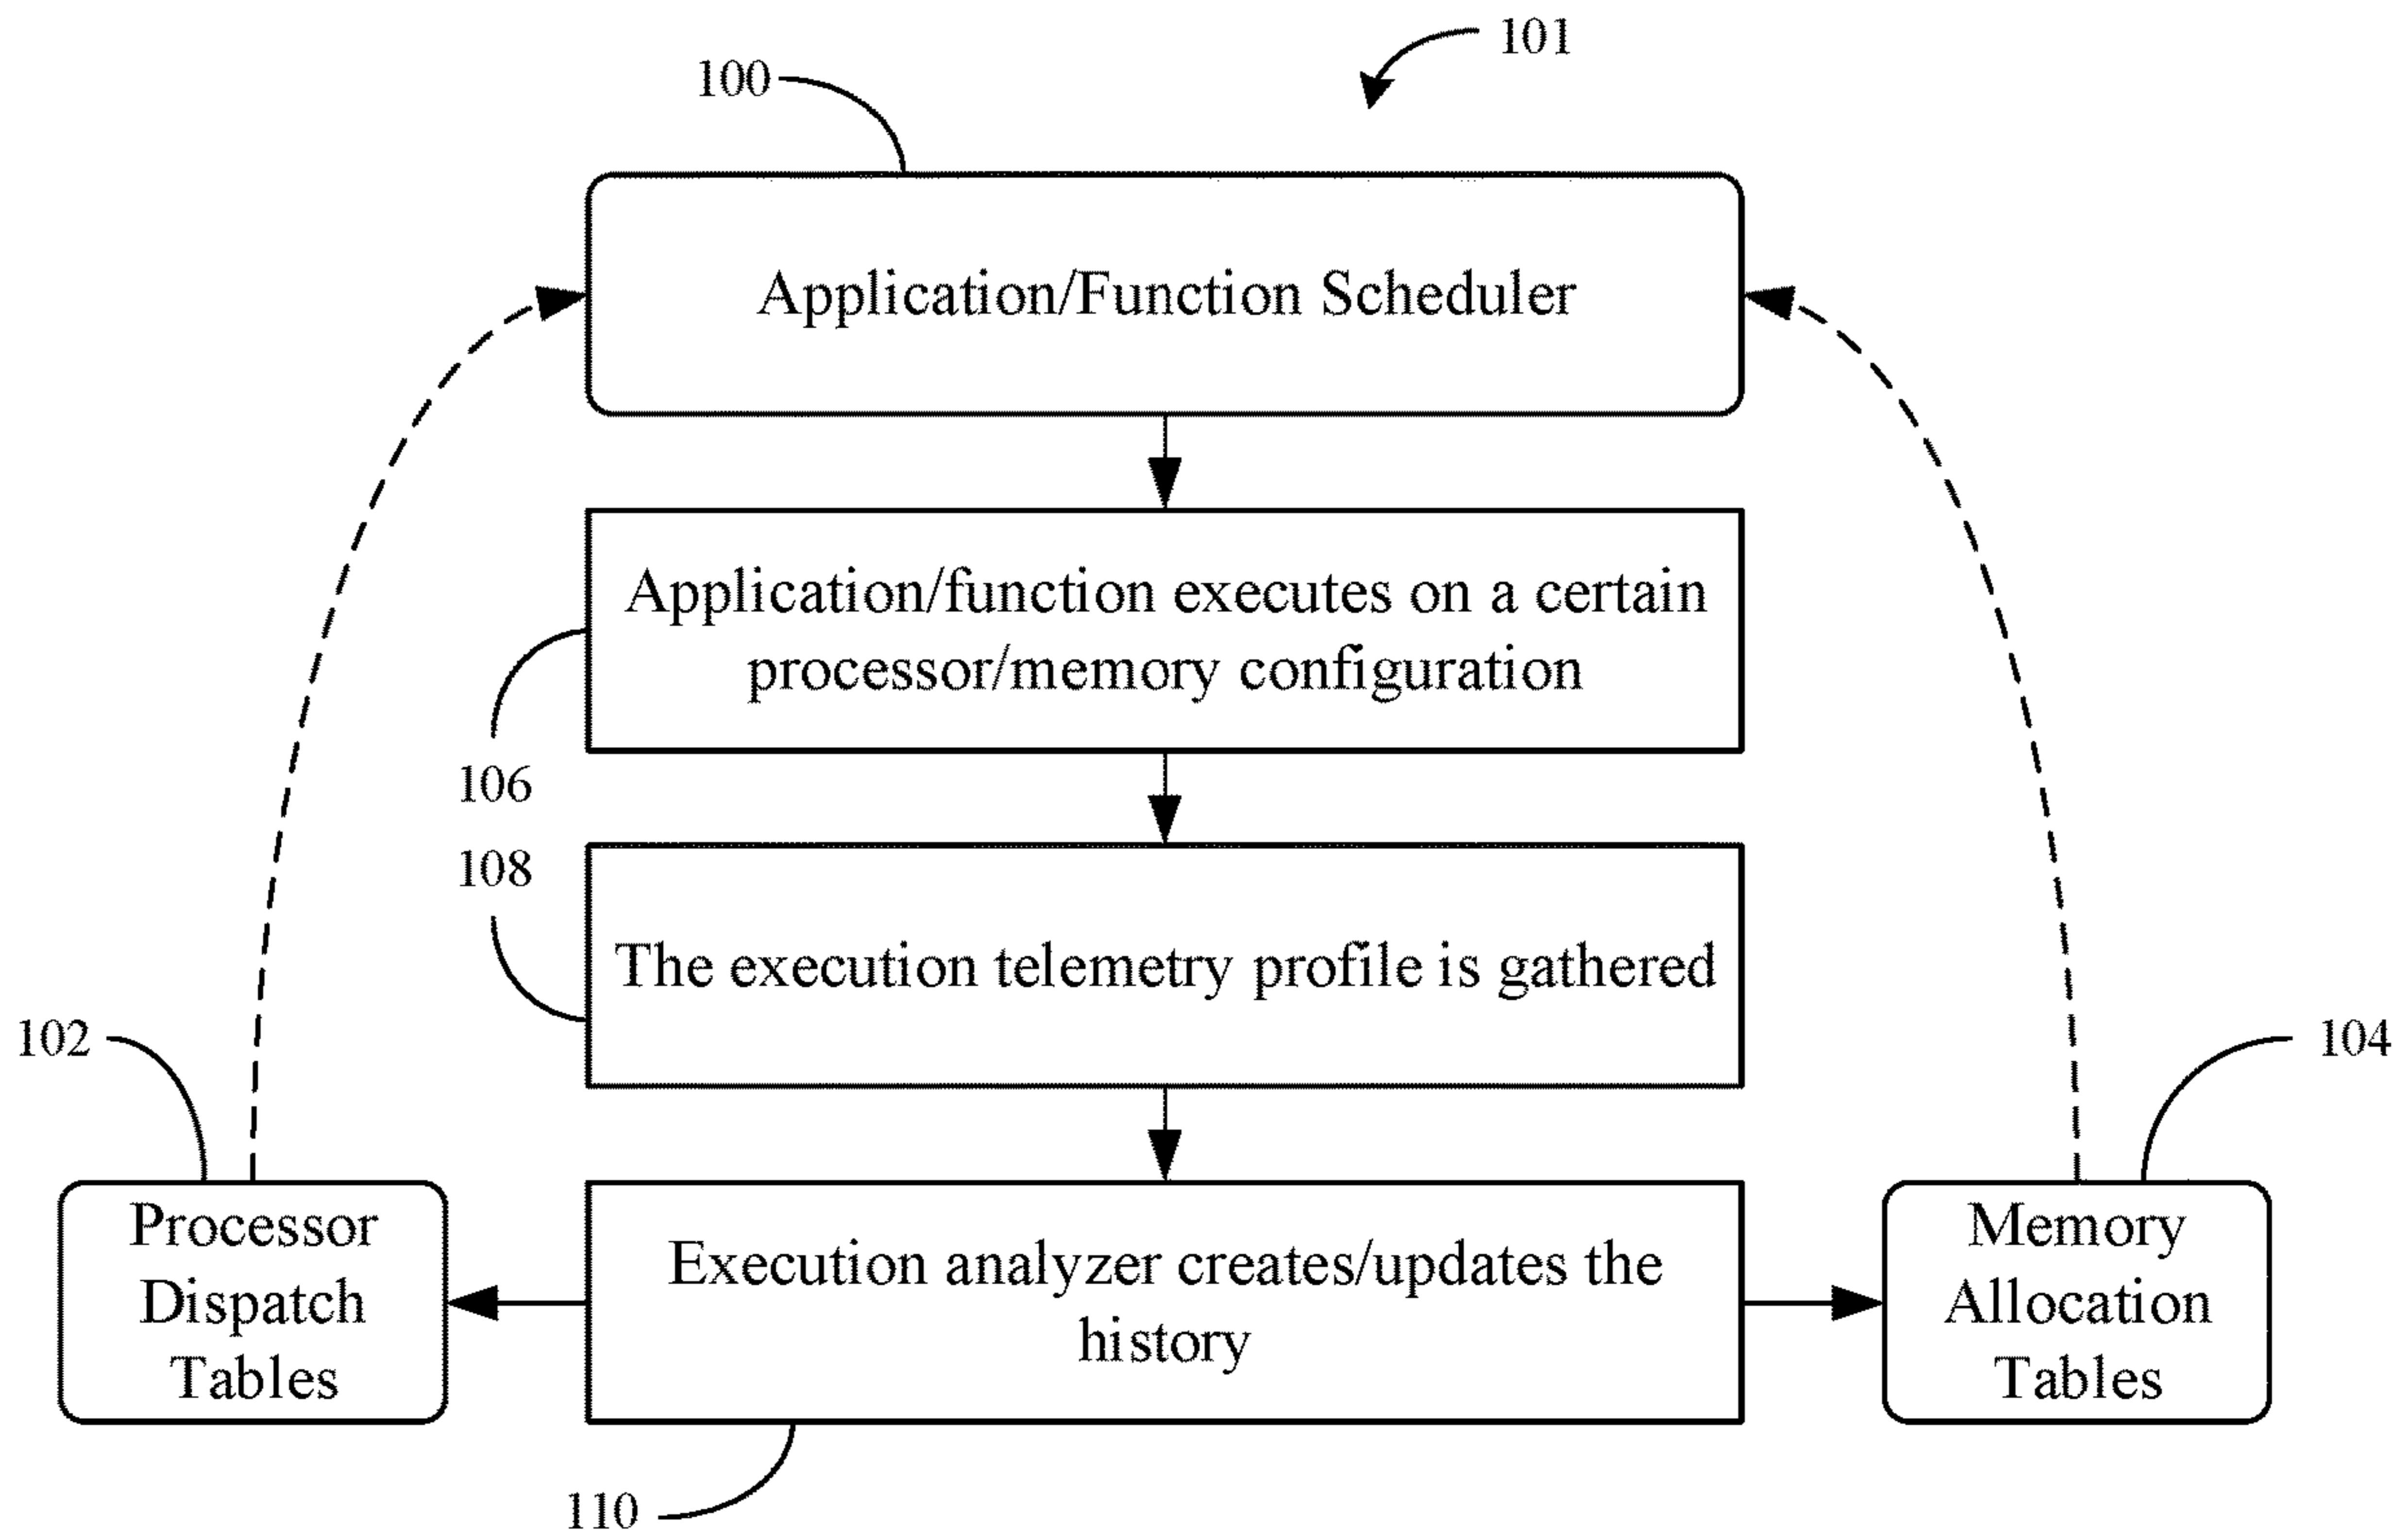 101
100
Application/Function Scheduler
Application/function executes on a certain
processor/memory configuration
106
108
The execution telemetry profile is gathered
102
104
Processor
Dispatch
Tables
Execution analyzer creates/updates the
history
Memory
Allocation
Tables
110